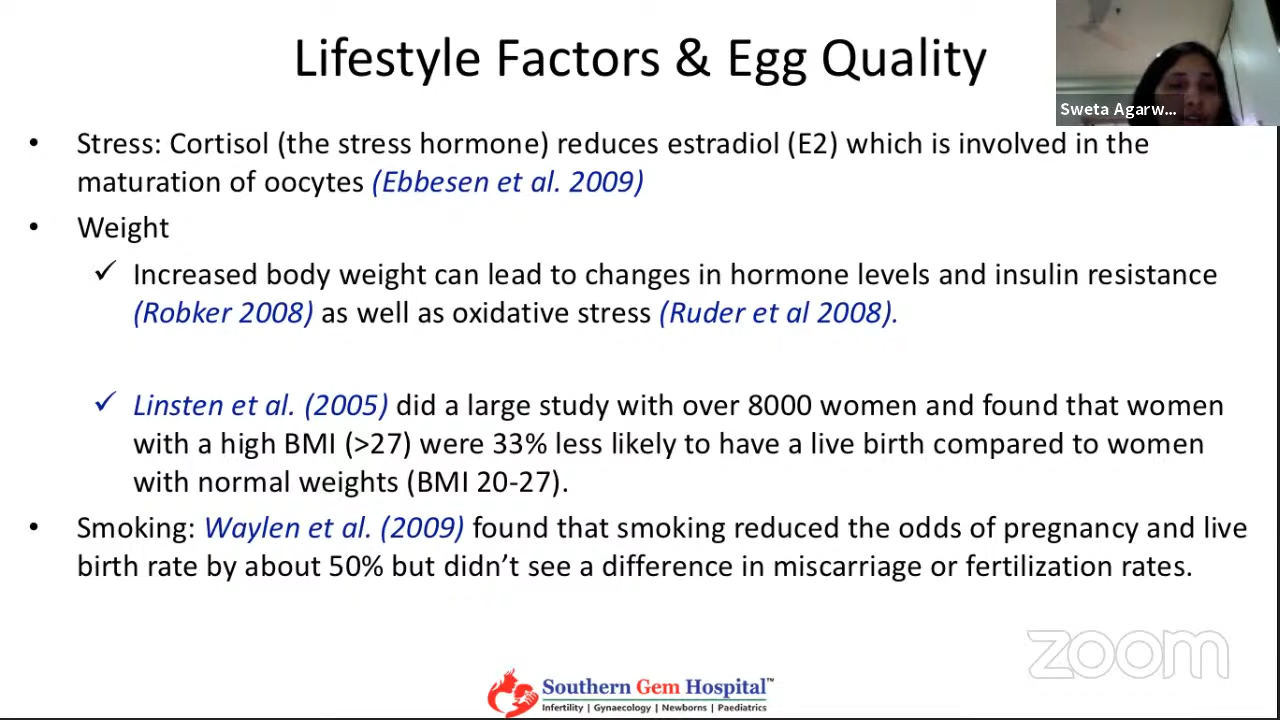 Lifestyle Factors & Egg Quality
Sweta Agarw...
• Stress: Cortisol (the stress hormone) reduces estradiol (E2) which is involved in the
maturation of oocytes (Ebbesen et al. 2009)
• Weight
✓ Increased body weight can lead to changes in hormone levels and insulin resistance
(Robker 2008) as well as oxidative stress (Ruder et al 2008).
✓ Linsten et al. (2005) did a large study with over 8000 women and found that women
with a high BMI (>27) were 33% less likely to have a live birth compared to women
with normal weights (BMI 20-27).
• Smoking: Waylen et al. (2009) found that smoking reduced the odds of pregnancy and live
birth rate by about 50% but didn’t see a difference in miscarriage or fertilization rates.
zoom
Southern Gem Hospital™
Infertility | Gynaecology | Newborns | Paediatrics